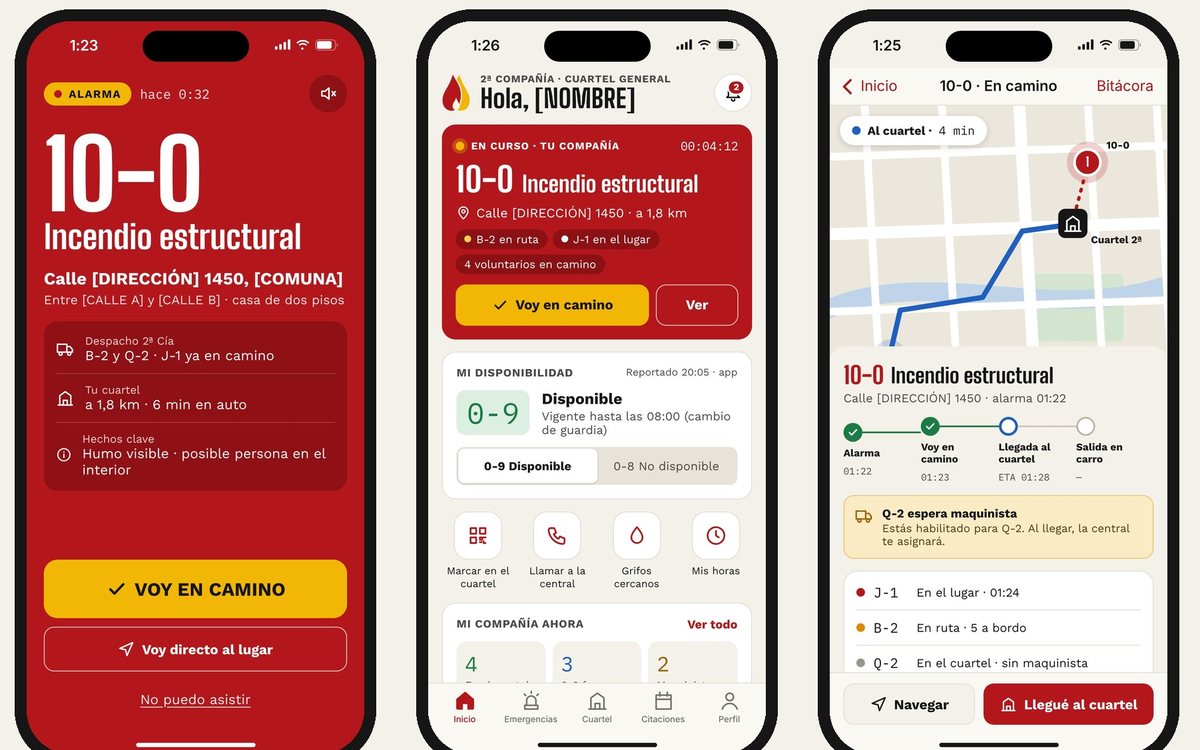 1:23
ALARMA hace 0:32
10-0
Incendio estructural
Calle [DIRECCIÓN] 1450, [COMUNA]
Entre [CALLE A] y [CALLE B] · casa de dos pisos
Despacho 2ª Cía
B-2 y Q-2 · J-1 ya en camino
Tu cuartel
a 1,8 km · 6 min en auto
Hechos clave
Humo visible · posible persona en el
interior
VOY EN CAMINO
Voy directo al lugar
No puedo asistir
1:26
2ª COMPAÑÍA · CUARTEL GENERAL
Hola, [NOMBRE]
2
EN CURSO · TU COMPAÑÍA 00:04:12
10-0 Incendio estructural
Calle [DIRECCIÓN] 1450 · a 1,8 km
B-2 en ruta J-1 en el lugar
4 voluntarios en camino
Voy en camino Ver
MI DISPONIBILIDAD Reportado 20:05 · app
0-9
Disponible
Vigente hasta las 08:00 (cambio
de guardia)
0-9 Disponible 0-8 No disponible
Marcar en el
cuartel
Llamar a la
central
Grifos
cercanos
Mis horas
MI COMPAÑÍA AHORA Ver todo
4 3 2
Inicio Emergencias Cuartel Citaciones Perfil
1:25
Inicio 10-0 · En camino Bitácora
Al cuartel · 4 min
10-0
1
Cuartel 2ª
10-0 Incendio estructural
Calle [DIRECCIÓN] 1450 · alarma 01:22
Alarma
01:22
Voy en
camino
01:23
Llegada al
cuartel
ETA 01:28
Salida en
carro
—
Q-2 espera maquinista
Estás habilitado para Q-2. Al llegar, la central
te asignará.
J-1 En el lugar · 01:24
B-2 En ruta · 5 a bordo
Q-2 En el cuartel · sin maquinista
Navegar Llegué al cuartel